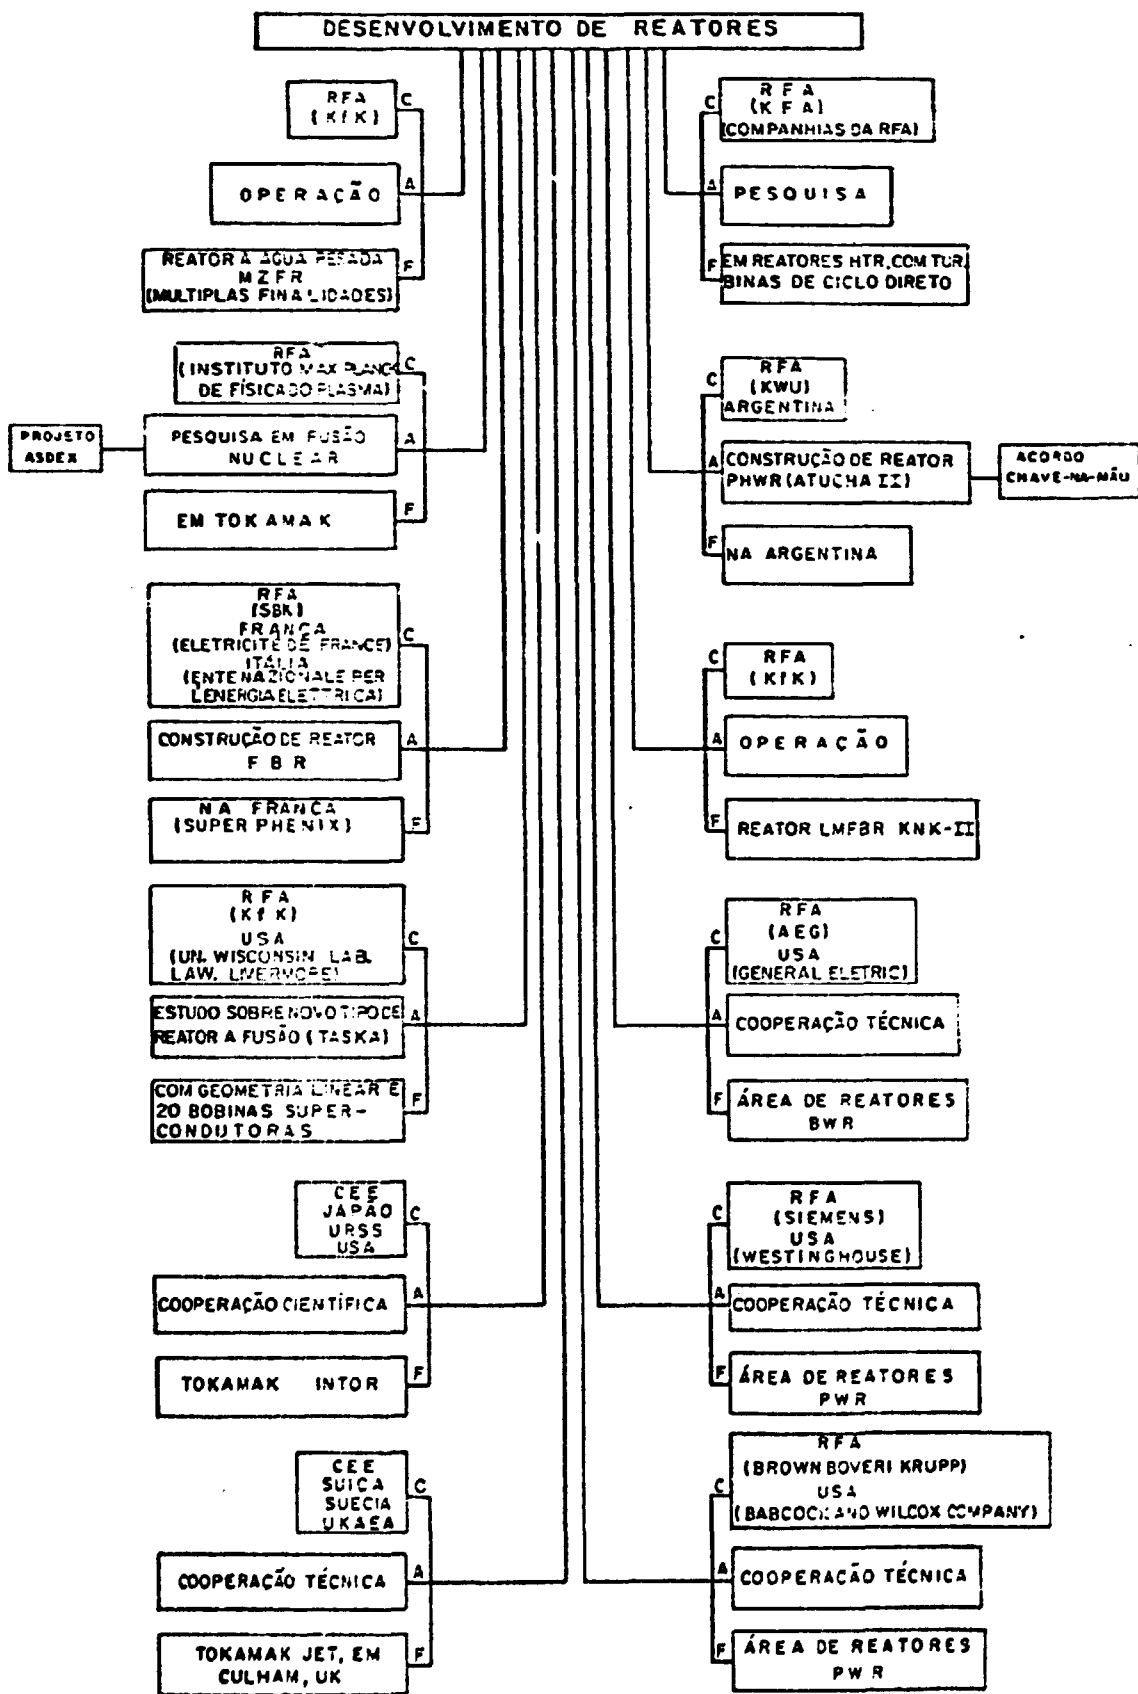 DESENVOLVIMENTO DE REATORES
C
RFA
(KfK)
A
OPERAÇÃO
F
REATOR A AGUA PESADA
MZFR
(MULTIPLAS FINALIDADES)
C
RFA
(INSTITUTO MAX PLANCK
DE FÍSICA DO PLASMA)
A
PESQUISA EM FUSÃO
NUCLEAR
PROJETO
ASDEX
F
EM TOKAMAK
C
RFA
(SBK)
FRANÇA
(ELETRICITÉ DE FRANCE)
ITÁLIA
(ENTE NAZIONALE PER
L'ENERGIA ELETTRICA)
A
CONSTRUÇÃO DE REATOR
FBR
F
NA FRANÇA
(SUPER PHENIX)
C
RFA
(KfK)
USA
(UN. WISCONSIN LAB.
LAW. LIVERMORE)
A
ESTUDO SOBRE NOVO TIPO DE
REATOR A FUSÃO (TASKA)
F
COM GEOMETRIA LINEAR E
20 BOBINAS SUPER-
CONDUTORAS
C
CEE
JAPÃO
URSS
USA
A
COOPERAÇÃO CIENTÍFICA
F
TOKAMAK INTOR
C
CEE
SUICA
SUECIA
UKAEA
A
COOPERAÇÃO TÉCNICA
F
TOKAMAK JET, EM
CULHAM, UK
C
RFA
(KFA)
(COMPANHIAS DA RFA)
A
PESQUISA
F
EM REATORES HTR, COM TUR.
BINAS DE CICLO DIRETO
C
RFA
(KWU)
ARGENTINA
A
CONSTRUÇÃO DE REATOR
PHWR (ATUCHA II)
ACORDO
CHAVE-NA-MÃO
F
NA ARGENTINA
C
RFA
(KfK)
A
OPERAÇÃO
F
REATOR LMFBR KNK-II
C
RFA
(AEG)
USA
(GENERAL ELETRIC)
A
COOPERAÇÃO TÉCNICA
F
ÁREA DE REATORES
BWR
C
RFA
(SIEMENS)
USA
(WESTINGHOUSE)
A
COOPERAÇÃO TÉCNICA
F
ÁREA DE REATORES
PWR
C
RFA
(BROWN BOVERI KRUPP)
USA
(BABCOCK AND WILCOX COMPANY)
A
COOPERAÇÃO TÉCNICA
F
ÁREA DE REATORES
PWR